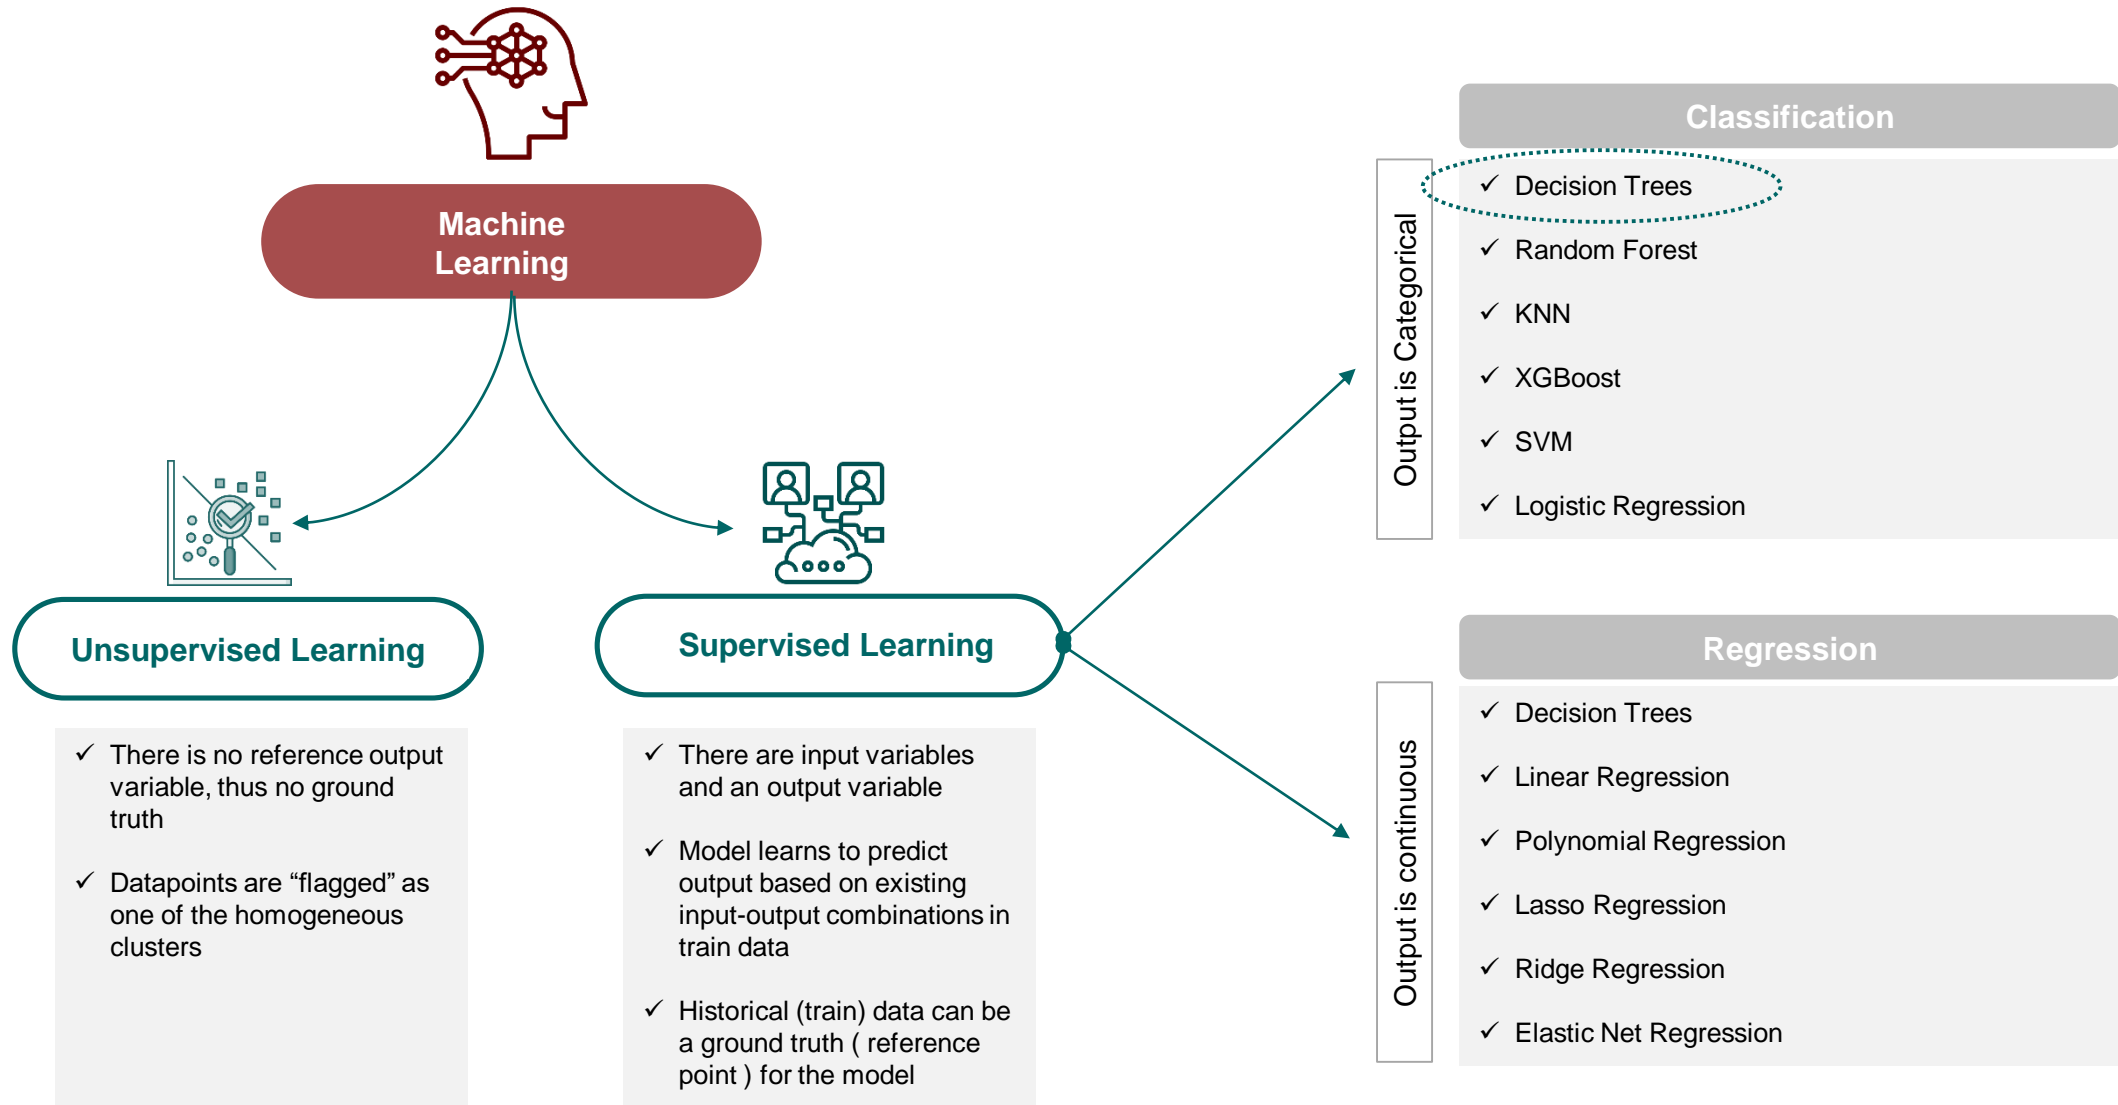 Machine
Learning
Unsupervised Learning
✓ There is no reference output
variable, thus no ground
truth
✓ Datapoints are “flagged” as
one of the homogeneous
clusters
Supervised Learning
✓ There are input variables
and an output variable
✓ Model learns to predict
output based on existing
input-output combinations in
train data
✓ Historical (train) data can be
a ground truth ( reference
point ) for the model
Classification
Output is Categorical
✓ Decision Trees
✓ Random Forest
✓ KNN
✓ XGBoost
✓ SVM
✓ Logistic Regression
Regression
Output is continuous
✓ Decision Trees
✓ Linear Regression
✓ Polynomial Regression
✓ Lasso Regression
✓ Ridge Regression
✓ Elastic Net Regression